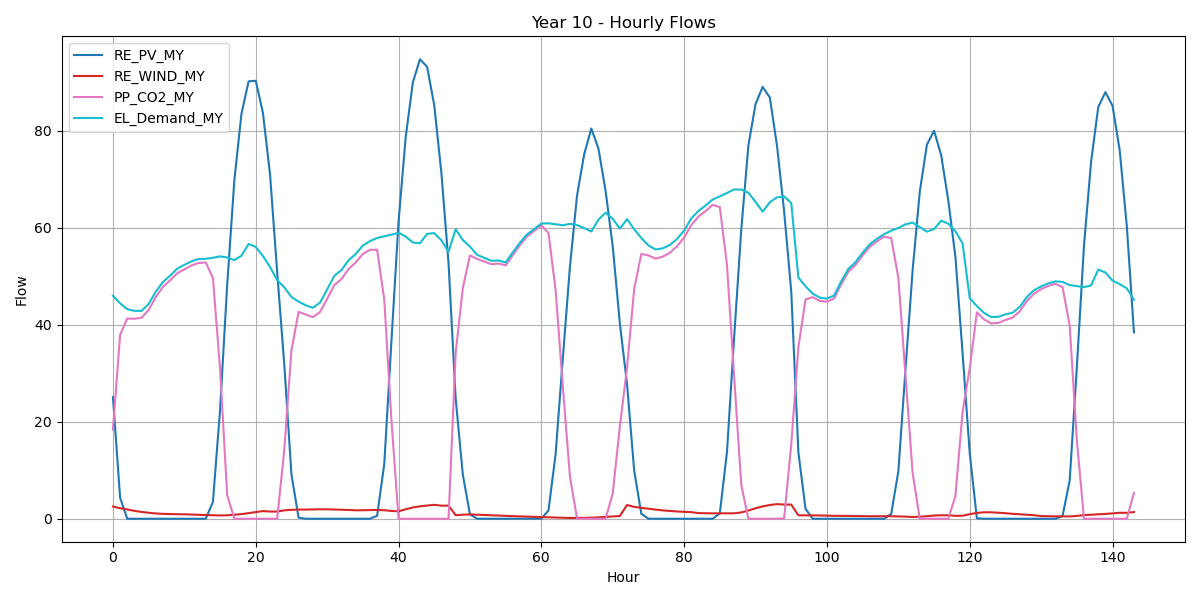 Year 10 - Hourly Flows
RE_PV_MY
RE_WIND_MY
PP_CO2_MY
EL_Demand_MY
Flow
80
60
40
20
0
0 20 40 60 80 100 120 140
Hour